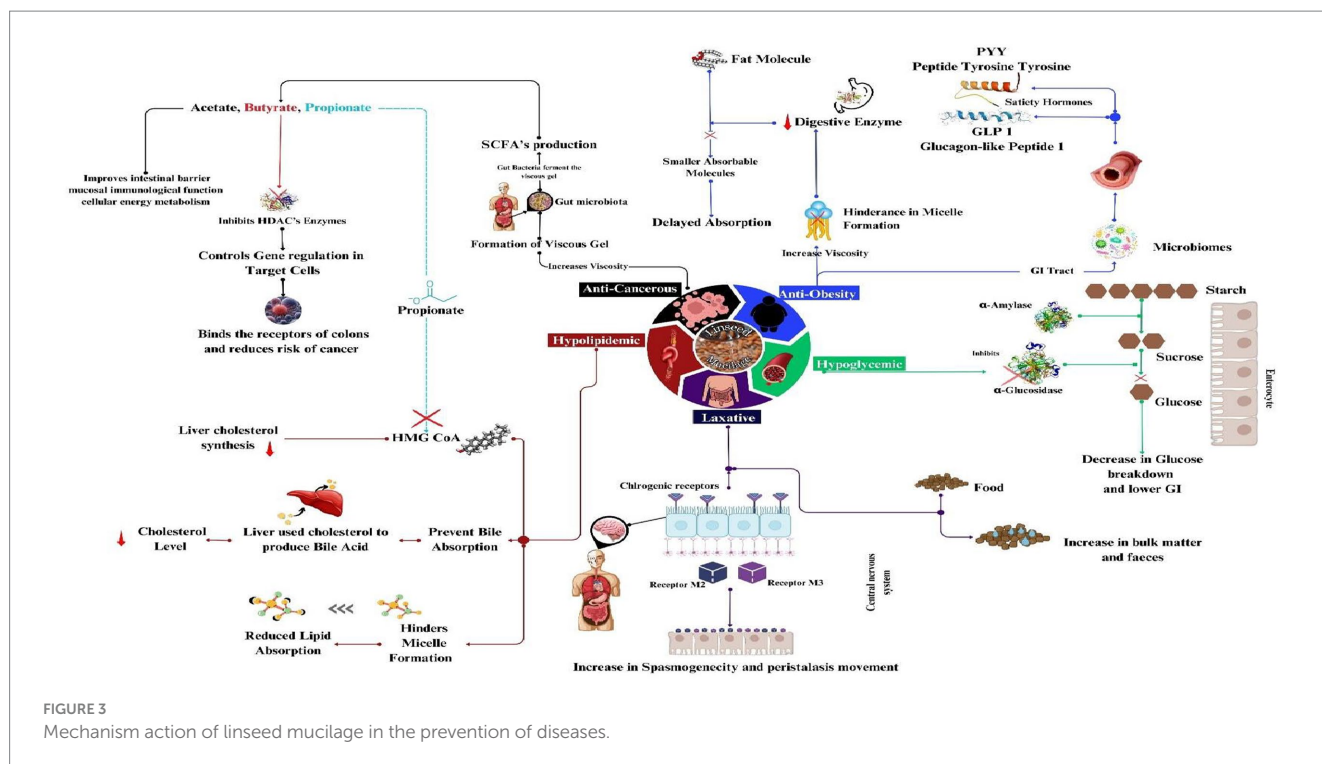 Acetate, Butyrate, Propionate
Improves intestinal barrier
mucosal immunological function
cellular energy metabolism
Inhibits HDAC's Enzymes
Controls Gene regulation in
Target Cells
Binds the receptors of colons
and reduces risk of cancer
Propionate
SCFA's production
Gut Bacteria ferment the
viscous gel
Gut microbiota
Formation of Viscous Gel
Increases Viscosity
Anti-Cancerous
Fat Molecule
Digestive Enzyme
Smaller Absorbable
Molecules
Delayed Absorption
Hinderance in Micelle
Formation
Increase Viscosity
Anti-Obesity
PYY
Peptide Tyrosine Tyrosine
Satiety Hormones
GLP 1
Glucagon-like Peptide 1
Microbiomes
GI Tract
Linseed
Mucilage
Hypolipidemic
Hypoglycemic
Laxative
Starch
α-Amylase
Sucrose
Inhibits
α-Glucosidase
Glucose
Enterocyte
Decrease in Glucose
breakdown
and lower GI
Liver cholesterol
synthesis
HMG CoA
Cholesterol
Level
Liver used cholesterol to
produce Bile Acid
Prevent Bile
Absorption
<<<
Reduced Lipid
Absorption
Hinders
Micelle
Formation
Chirogenic receptors
Receptor M2
Receptor M3
Central nervous
system
Increase in Spasmogenecity and peristalasis movement
Food
Increase in bulk matter
and faeces
FIGURE 3
Mechanism action of linseed mucilage in the prevention of diseases.